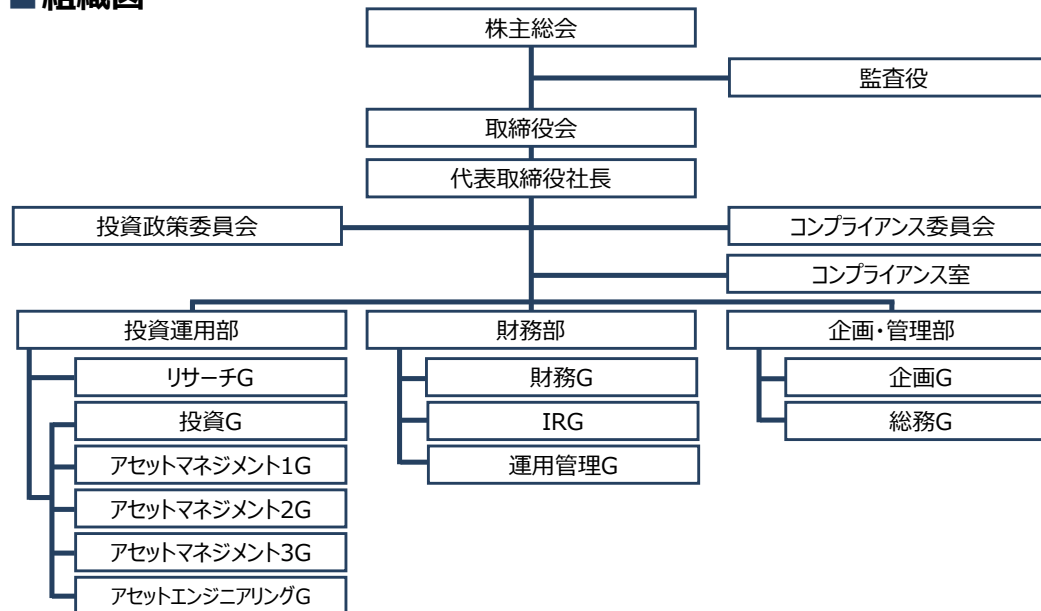 ■組織図
株主総会
監査役
取締役会
代表取締役社長
投資政策委員会
コンプライアンス委員会
コンプライアンス室
投資運用部
財務部
企画・管理部
リサーチG
財務G
企画G
投資G
IRG
総務G
アセットマネジメント1G
運用管理G
アセットマネジメント2G
アセットマネジメント3G
アセットエンジニアリングG